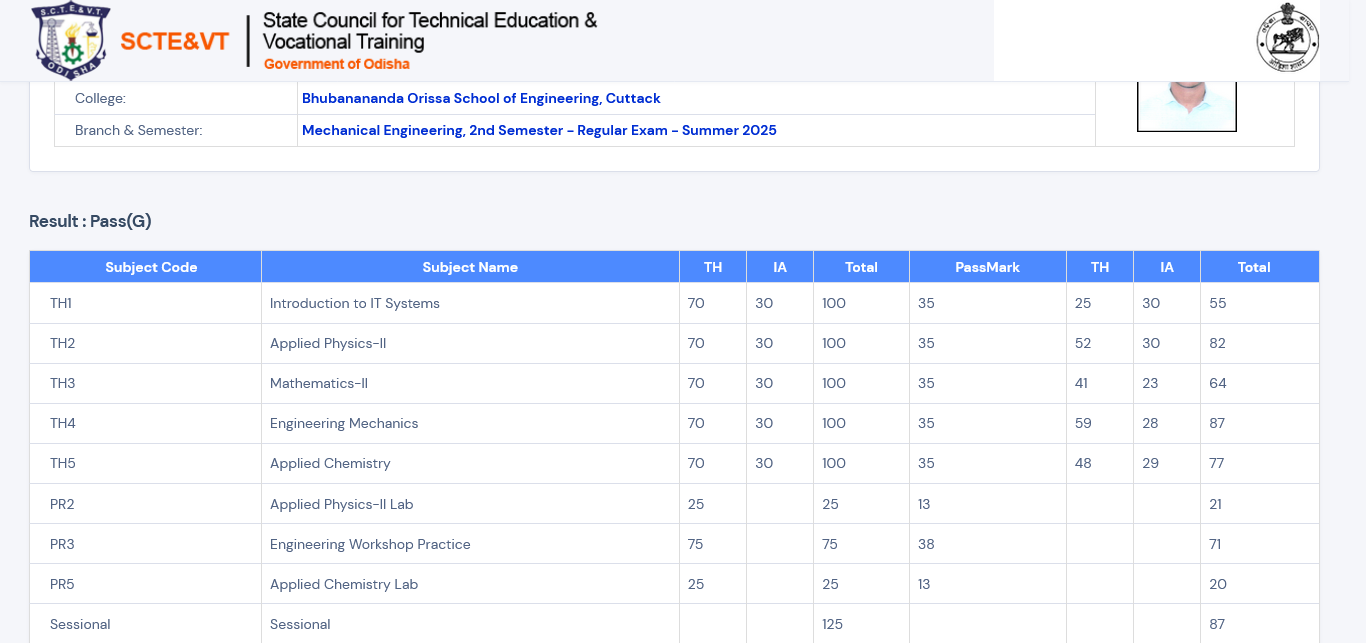 S.C.T.E.&V.T.
ODISHA
SCTE&VT
State Council for Technical Education &
Vocational Training
Government of Odisha
College: Bhubanananda Orissa School of Engineering, Cuttack
Branch & Semester: Mechanical Engineering, 2nd Semester - Regular Exam - Summer 2025
Result : Pass(G)
Subject Code Subject Name TH IA Total PassMark TH IA Total
TH1 Introduction to IT Systems 70 30 100 35 25 30 55
TH2 Applied Physics-II 70 30 100 35 52 30 82
TH3 Mathematics-II 70 30 100 35 41 23 64
TH4 Engineering Mechanics 70 30 100 35 59 28 87
TH5 Applied Chemistry 70 30 100 35 48 29 77
PR2 Applied Physics-II Lab 25 25 13 21
PR3 Engineering Workshop Practice 75 75 38 71
PR5 Applied Chemistry Lab 25 25 13 20
Sessional Sessional 125 87